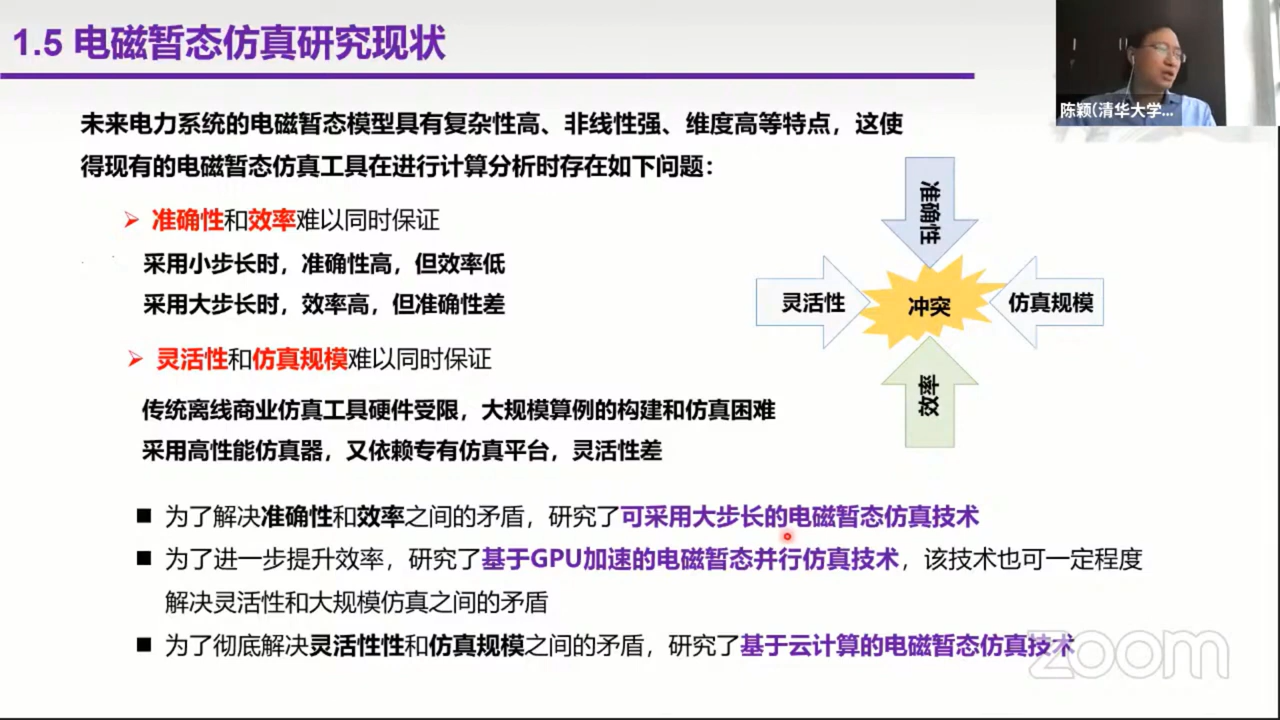 1.5 电磁暂态仿真研究现状
陈颖(清华大学...
未来电力系统的电磁暂态模型具有复杂性高、非线性强、维度高等特点，这使
得现有的电磁暂态仿真工具在进行计算分析时存在如下问题：
准确性和效率难以同时保证
采用小步长时，准确性高，但效率低
采用大步长时，效率高，但准确性差
灵活性和仿真规模难以同时保证
传统离线商业仿真工具硬件受限，大规模算例的构建和仿真困难
采用高性能仿真器，又依赖专有仿真平台，灵活性差
准确性
灵活性
冲突
仿真规模
效率
为了解决准确性和效率之间的矛盾，研究了可采用大步长的电磁暂态仿真技术
为了进一步提升效率，研究了基于GPU加速的电磁暂态并行仿真技术，该技术也可一定程度
解决灵活性和大规模仿真之间的矛盾
为了彻底解决灵活性性和仿真规模之间的矛盾，研究了基于云计算的电磁暂态仿真技术
zoom